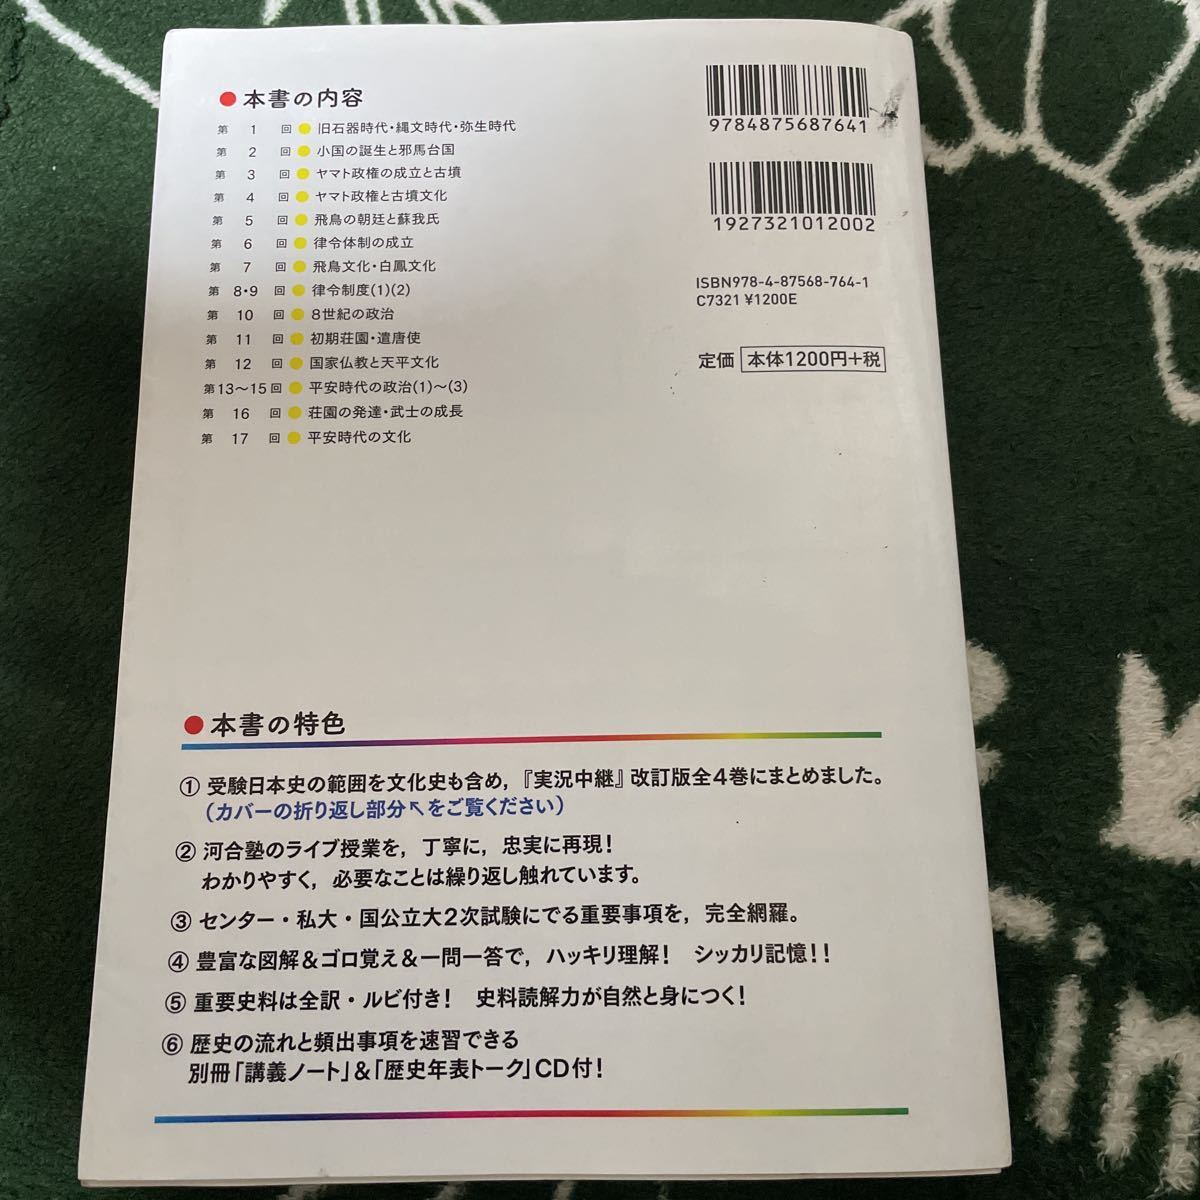 ●本書の内容
第 1 回 ● 旧石器時代・縄文時代・弥生時代
第 2 回 ● 小国の誕生と邪馬台国
第 3 回 ● ヤマト政権の成立と古墳
第 4 回 ● ヤマト政権と古墳文化
第 5 回 ● 飛鳥の朝廷と蘇我氏
第 6 回 ● 律令体制の成立
第 7 回 ● 飛鳥文化・白鳳文化
第 8・9 回 ● 律令制度(1)(2)
第 10 回 ● 8世紀の政治
第 11 回 ● 初期荘園・遣唐使
第 12 回 ● 国家仏教と天平文化
第13～15回 ● 平安時代の政治(1)～(3)
第 16 回 ● 荘園の発達・武士の成長
第 17 回 ● 平安時代の文化
9784875687641
1927321012002
ISBN978-4-87568-764-1
C7321 ¥1200E
定価 本体1200円+税
●本書の特色
① 受験日本史の範囲を文化史も含め，『実況中継』改訂版全4巻にまとめました。
（カバーの折り返し部分↖をご覧ください）
② 河合塾のライブ授業を，丁寧に，忠実に再現！
わかりやすく，必要なことは繰り返し触れています。
③ センター・私大・国公立大2次試験にでる重要事項を，完全網羅。
④ 豊富な図解＆ゴロ覚え＆一問一答で，ハッキリ理解！ シッカリ記憶！！
⑤ 重要史料は全訳・ルビ付き！ 史料読解力が自然と身につく！
⑥ 歴史の流れと頻出事項を速習できる
別冊「講義ノート」＆「歴史年表トーク」CD付！